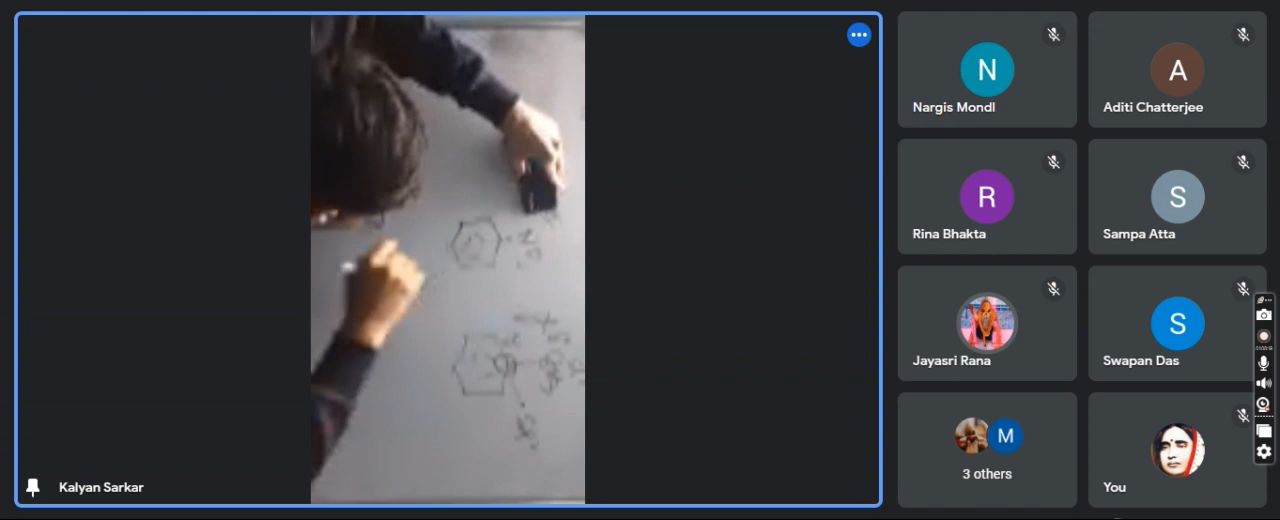 N
Nargis Mondl
A
Aditi Chatterjee
R
Rina Bhakta
S
Sampa Atta
Jayasri Rana
S
Swapan Das
M
3 others
You
Kalyan Sarkar